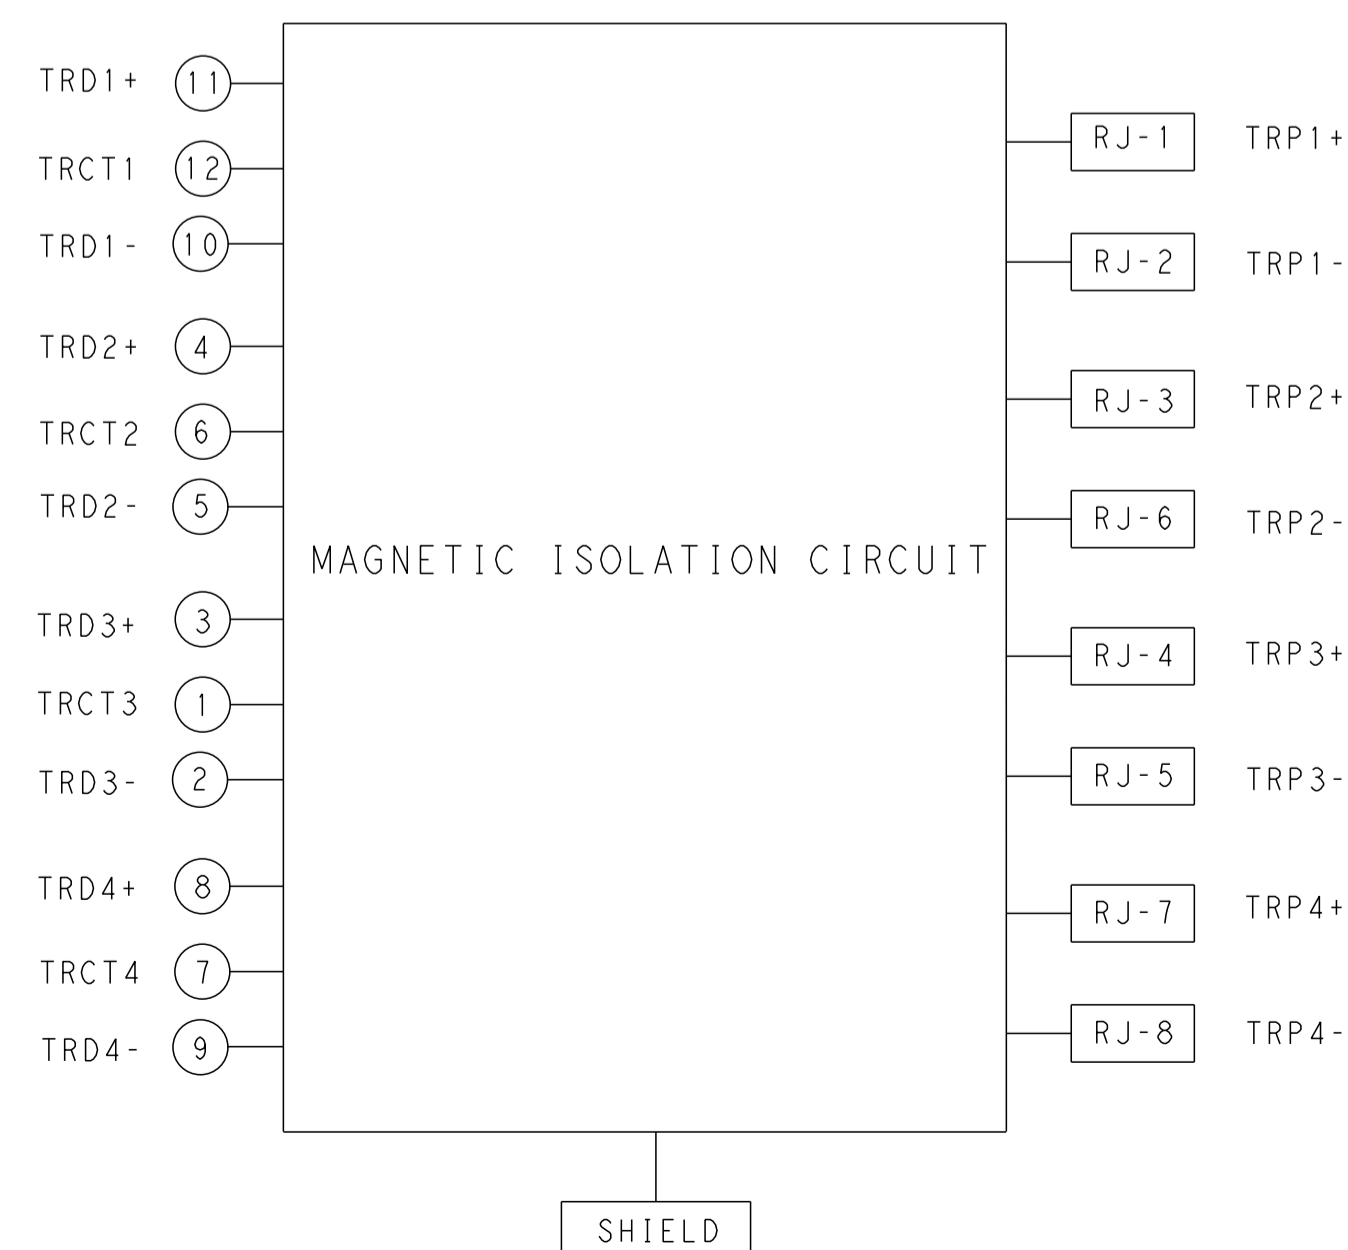 TRD1+ 11
TRCT1 12
TRD1- 10
TRD2+ 4
TRCT2 6
TRD2- 5
TRD3+ 3
TRCT3 1
TRD3- 2
TRD4+ 8
TRCT4 7
TRD4- 9
MAGNETIC ISOLATION CIRCUIT
RJ-1 TRP1+
RJ-2 TRP1-
RJ-3 TRP2+
RJ-6 TRP2-
RJ-4 TRP3+
RJ-5 TRP3-
RJ-7 TRP4+
RJ-8 TRP4-
SHIELD